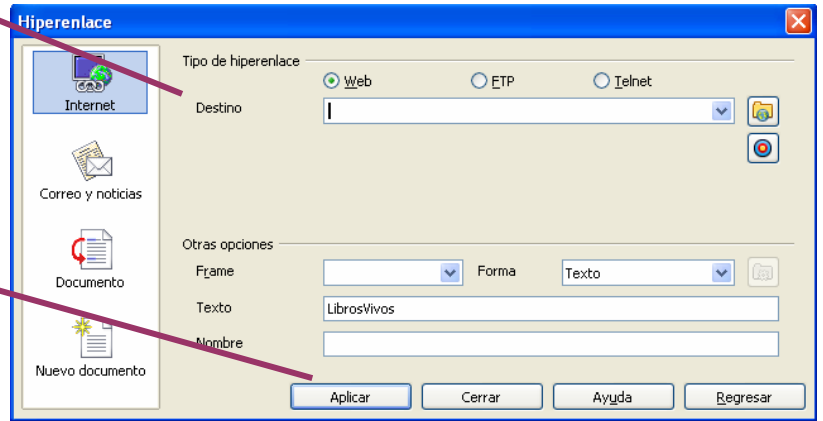 Hiperenlace
Internet
Correo y noticias
Documento
Nuevo documento
Tipo de hiperenlace
Web FTP Telnet
Destino
Otras opciones
Frame Forma Texto
Texto LibrosVivos
Nombre
Aplicar Cerrar Ayuda Regresar